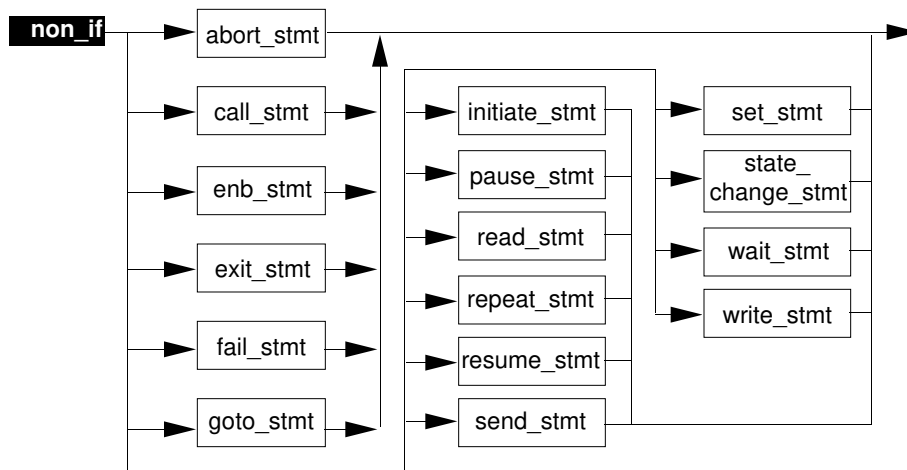 non_if
abort_stmt
call_stmt
enb_stmt
exit_stmt
fail_stmt
goto_stmt
initiate_stmt
pause_stmt
read_stmt
repeat_stmt
resume_stmt
send_stmt
set_stmt
state_
change_stmt
wait_stmt
write_stmt